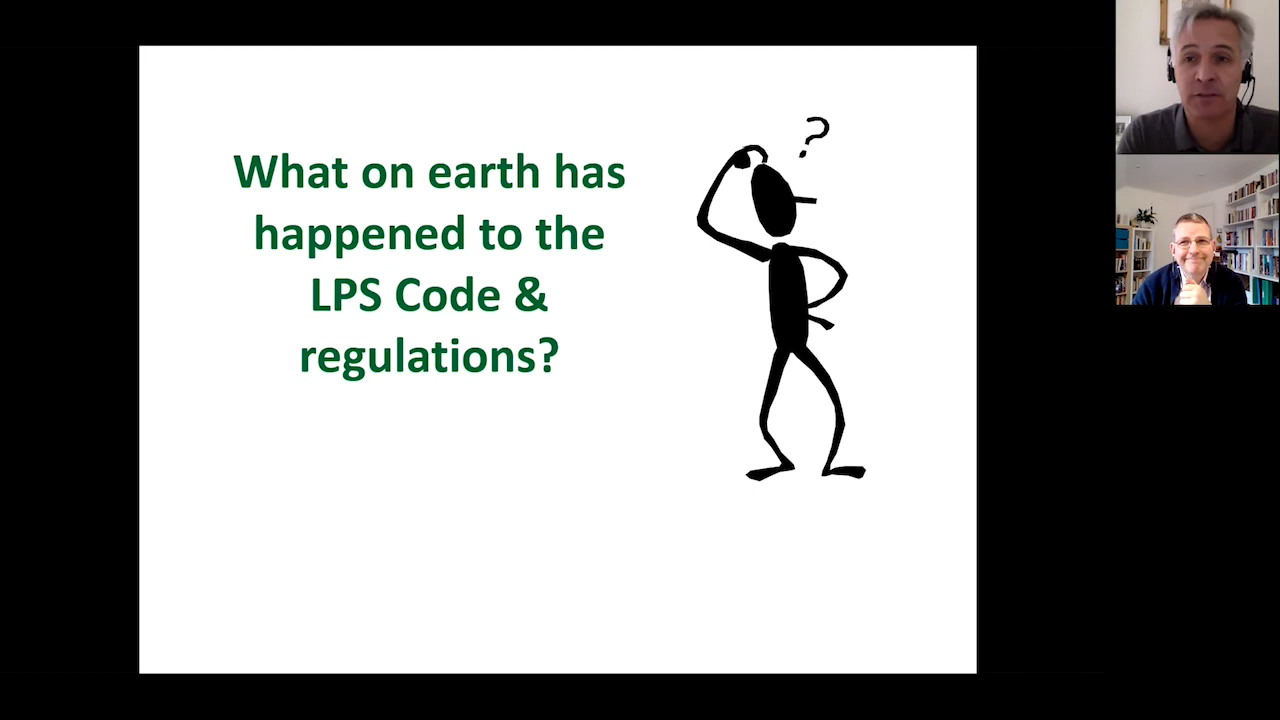 What on earth has
happened to the
LPS Code &
regulations?
?